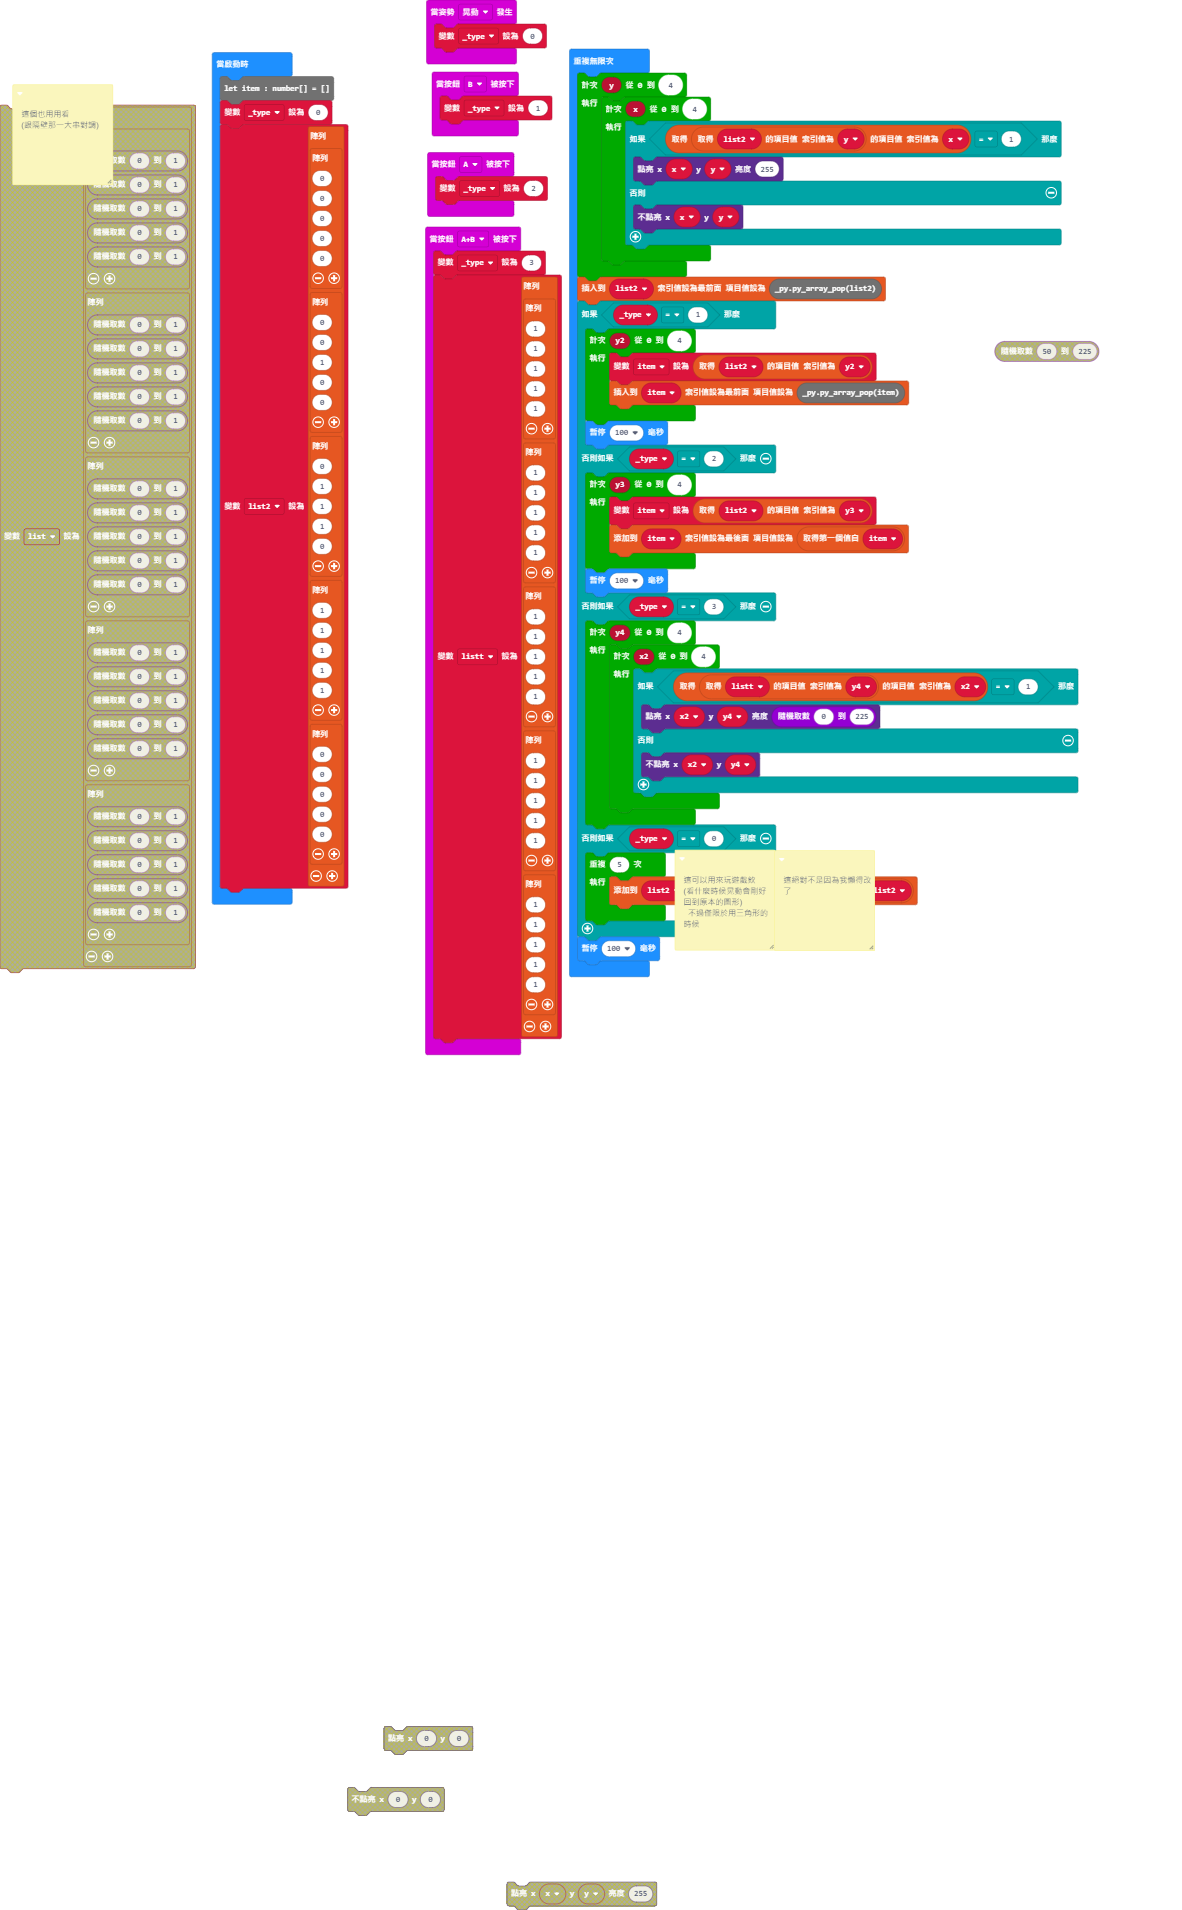 當姿勢 晃動 發生
變數 _type 設為 0
當按鈕 B 被按下
變數 _type 設為 1
當按鈕 A 被按下
變數 _type 設為 2
當按鈕 A+B 被按下
變數 _type 設為 3
變數 listt 設為
陣列
陣列
1
1
1
1
1
陣列
1
1
1
1
1
陣列
1
1
1
1
1
陣列
1
1
1
1
1
陣列
1
1
1
1
1
這個也用用看
(跟隔壁那一大串對調)
變數 list 設為
隨機取數 0 到 1
隨機取數 0 到 1
隨機取數 0 到 1
隨機取數 0 到 1
陣列
隨機取數 0 到 1
隨機取數 0 到 1
隨機取數 0 到 1
隨機取數 0 到 1
隨機取數 0 到 1
陣列
隨機取數 0 到 1
隨機取數 0 到 1
隨機取數 0 到 1
隨機取數 0 到 1
隨機取數 0 到 1
陣列
隨機取數 0 到 1
隨機取數 0 到 1
隨機取數 0 到 1
隨機取數 0 到 1
隨機取數 0 到 1
陣列
隨機取數 0 到 1
隨機取數 0 到 1
隨機取數 0 到 1
隨機取數 0 到 1
隨機取數 0 到 1
當啟動時
let item : number[] = []
變數 _type 設為 0
變數 list2 設為
陣列
陣列
0
0
0
0
0
陣列
0
0
1
0
0
陣列
0
1
1
1
0
陣列
1
1
1
1
1
陣列
0
0
0
0
0
重複無限次
計次 y 從 0 到 4
執行
計次 x 從 0 到 4
執行
如果 取得 取得 list2 的項目值 索引值為 y 的項目值 索引值為 x = 1 那麼
點亮 x x y y 亮度 255
否則
不點亮 x x y y
插入到 list2 索引值設為最前面 項目值設為 _py.py_array_pop(list2)
如果 _type = 1 那麼
計次 y2 從 0 到 4
執行
變數 item 設為 取得 list2 的項目值 索引值為 y2
插入到 item 索引值設為最前面 項目值設為 _py.py_array_pop(item)
暫停 100 毫秒
否則如果 _type = 2 那麼
計次 y3 從 0 到 4
執行
變數 item 設為 取得 list2 的項目值 索引值為 y3
添加到 item 索引值設為最後面 項目值設為 取得第一個值自 item
暫停 100 毫秒
否則如果 _type = 3 那麼
計次 y4 從 0 到 4
執行
計次 x2 從 0 到 4
執行
如果 取得 取得 listt 的項目值 索引值為 y4 的項目值 索引值為 x2 = 1 那麼
點亮 x x2 y y4 亮度 隨機取數 0 到 225
否則
不點亮 x x2 y y4
否則如果 _type = 0 那麼
重複 5 次
執行
添加到 list2
list2
這可以用來玩遊戲欸
(看什麼時候晃動會剛好
回到原本的圖形)
不過僅限於用三角形的
時候
這絕對不是因為我懶得改
了
暫停 100 毫秒
隨機取數 50 到 225
點亮 x 0 y 0
不點亮 x 0 y 0
點亮 x x y y 亮度 255